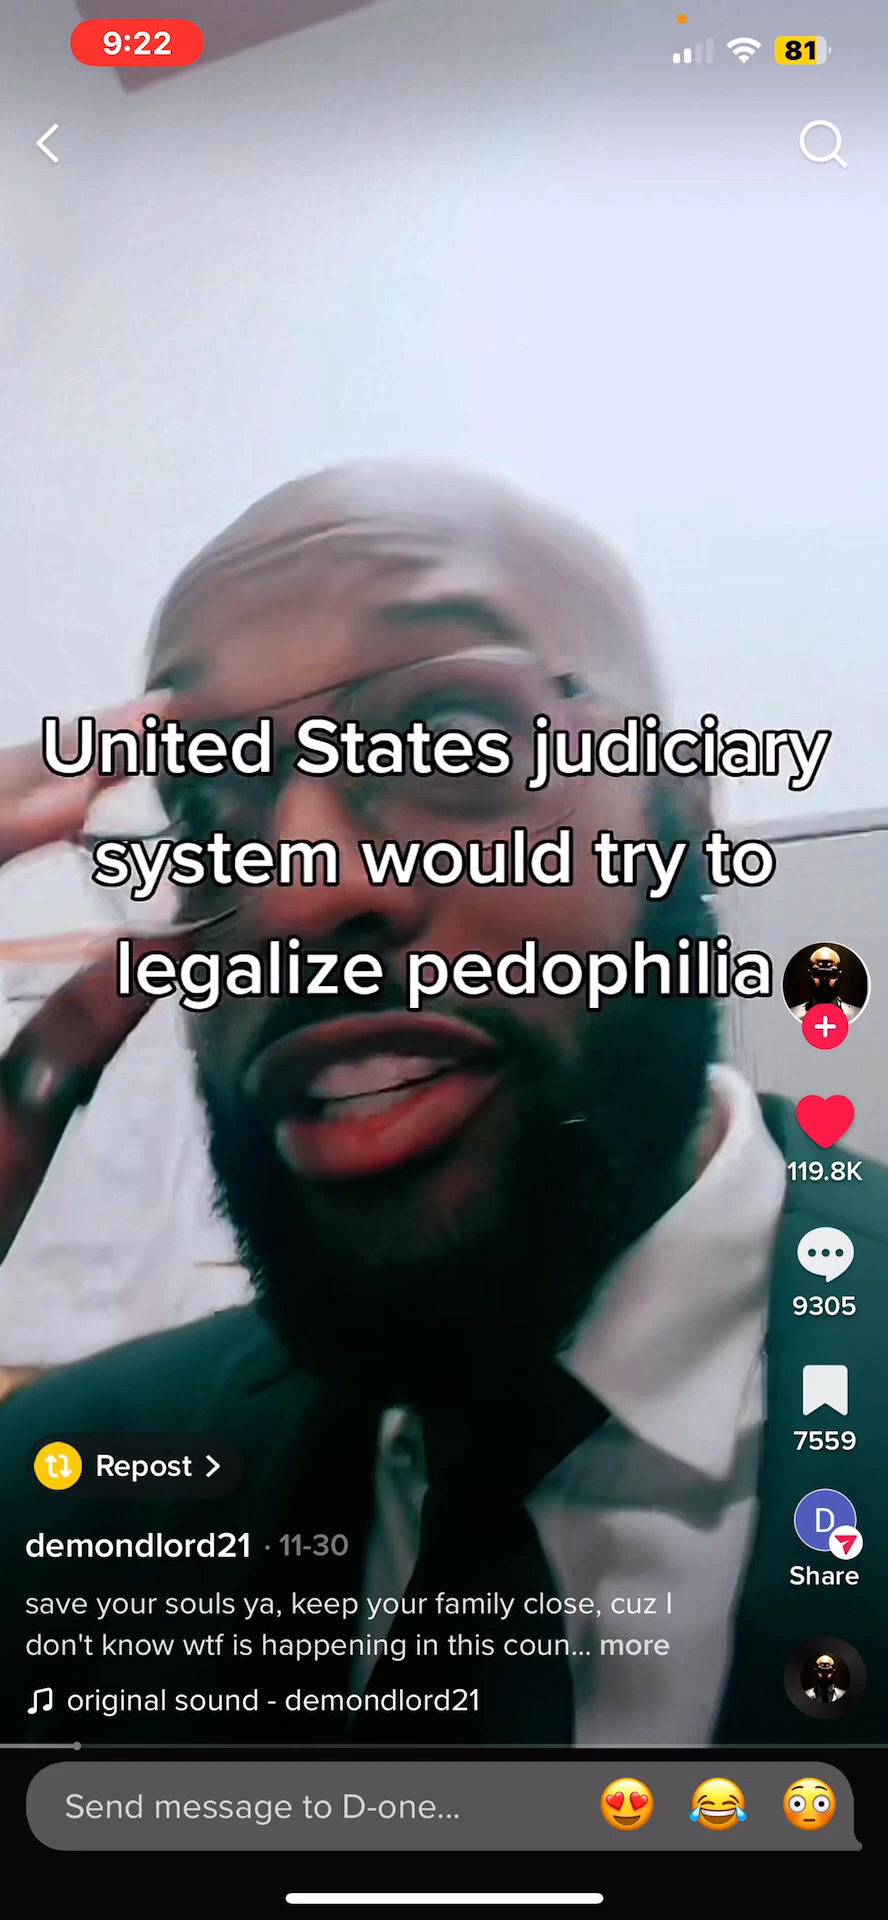 9:22
81
United States judiciary
system would try to
legalize pedophilia
119.8K
9305
7559
D
Share
Repost >
demondlord21 · 11-30
save your souls ya, keep your family close, cuz I
don't know wtf is happening in this coun... more
original sound - demondlord21
Send message to D-one...